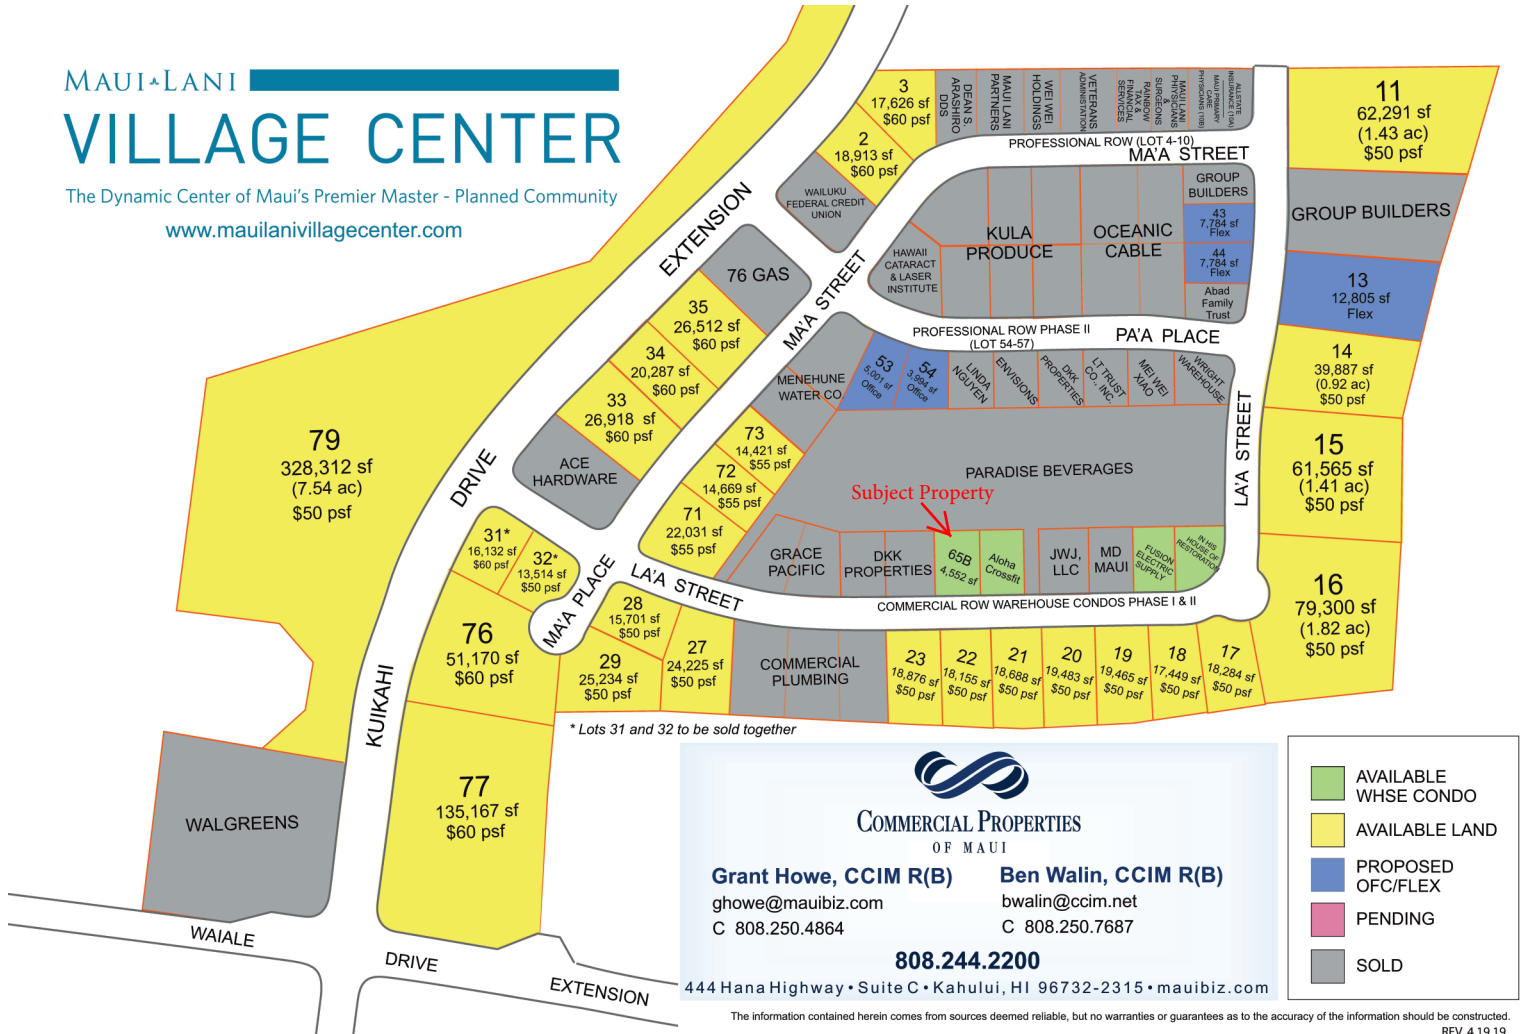 MAUI LANI
VILLAGE CENTER
The Dynamic Center of Maui's Premier Master - Planned Community
www.mauilanivillagecenter.com
3
17,626 sf
$60 psf
2
18,913 sf
$60 psf
WAILUKU
FEDERAL CREDIT
UNION
DEAN S.
ARASHIRO
DDS
MAUI LANI
PARTNERS
WEI WEI
HOLDINGS
VETERANS
ADMINISTRATION
RAINBOW
TAX &
FINANCIAL
SERVICES
MAUI LANI
PHYSICIANS
SURGEONS
&
MAUI PRIMARY
CARE
PHYSICIANS (10B)
ALLSTATE
INSURANCE (10A)
PROFESSIONAL ROW (LOT 4-10)
MA'A STREET
11
62,291 sf
(1.43 ac)
$50 psf
GROUP BUILDERS
13
12,805 sf
Flex
14
39,887 sf
(0.92 ac)
$50 psf
15
61,565 sf
(1.41 ac)
$50 psf
16
79,300 sf
(1.82 ac)
$50 psf
GROUP
BUILDERS
43
7,784 sf
Flex
44
7,784 sf
Flex
Abad
Family
Trust
KULA
PRODUCE
OCEANIC
CABLE
HAWAII
CATARACT
& LASER
INSTITUTE
EXTENSION
76 GAS
MA'A STREET
35
26,512 sf
$60 psf
34
20,287 sf
$60 psf
33
26,918 sf
$60 psf
ACE
HARDWARE
DRIVE
PROFESSIONAL ROW PHASE II
(LOT 54-57)
PA'A PLACE
MENEHUNE
WATER CO.
53
5,001 sf
Office
54
3,994 sf
Office
LINDA
NGUYEN
ENVISIONS
DKK
PROPERTIES
LT TRUST
CO., INC.
MEI WEI
XIAO
WRIGHT
WAREHOUSE
LA'A STREET
73
14,421 sf
$55 psf
72
14,669 sf
$55 psf
71
22,031 sf
$55 psf
PARADISE BEVERAGES
Subject Property
GRACE
PACIFIC
DKK
PROPERTIES
65B
4,552 sf
Aloha
Crossfit
JWJ,
LLC
MD
MAUI
FUSION
ELECTRIC
SUPPLY
IN HIS
HOUSE OF
RESTORATION
COMMERCIAL ROW WAREHOUSE CONDOS PHASE I & II
LA'A STREET
79
328,312 sf
(7.54 ac)
$50 psf
31*
16,132 sf
$60 psf
32*
13,514 sf
$50 psf
MA'A PLACE
28
15,701 sf
$50 psf
29
25,234 sf
$50 psf
27
24,225 sf
$50 psf
COMMERCIAL
PLUMBING
23
18,876 sf
$50 psf
22
18,155 sf
$50 psf
21
18,688 sf
$50 psf
20
19,483 sf
$50 psf
19
19,465 sf
$50 psf
18
17,449 sf
$50 psf
17
18,284 sf
$50 psf
76
51,170 sf
$60 psf
KUIKAHI
77
135,167 sf
$60 psf
* Lots 31 and 32 to be sold together
WALGREENS
WAIALE
DRIVE
EXTENSION
COMMERCIAL PROPERTIES
OF MAUI
Grant Howe, CCIM R(B)
ghowe@mauibiz.com
C 808.250.4864
Ben Walin, CCIM R(B)
bwalin@ccim.net
C 808.250.7687
808.244.2200
444 Hana Highway • Suite C • Kahului, HI 96732-2315 • mauibiz.com
AVAILABLE
WHSE CONDO
AVAILABLE LAND
PROPOSED
OFC/FLEX
PENDING
SOLD
The information contained herein comes from sources deemed reliable, but no warranties or guarantees as to the accuracy of the information should be constructed.
REV. 4.19.19